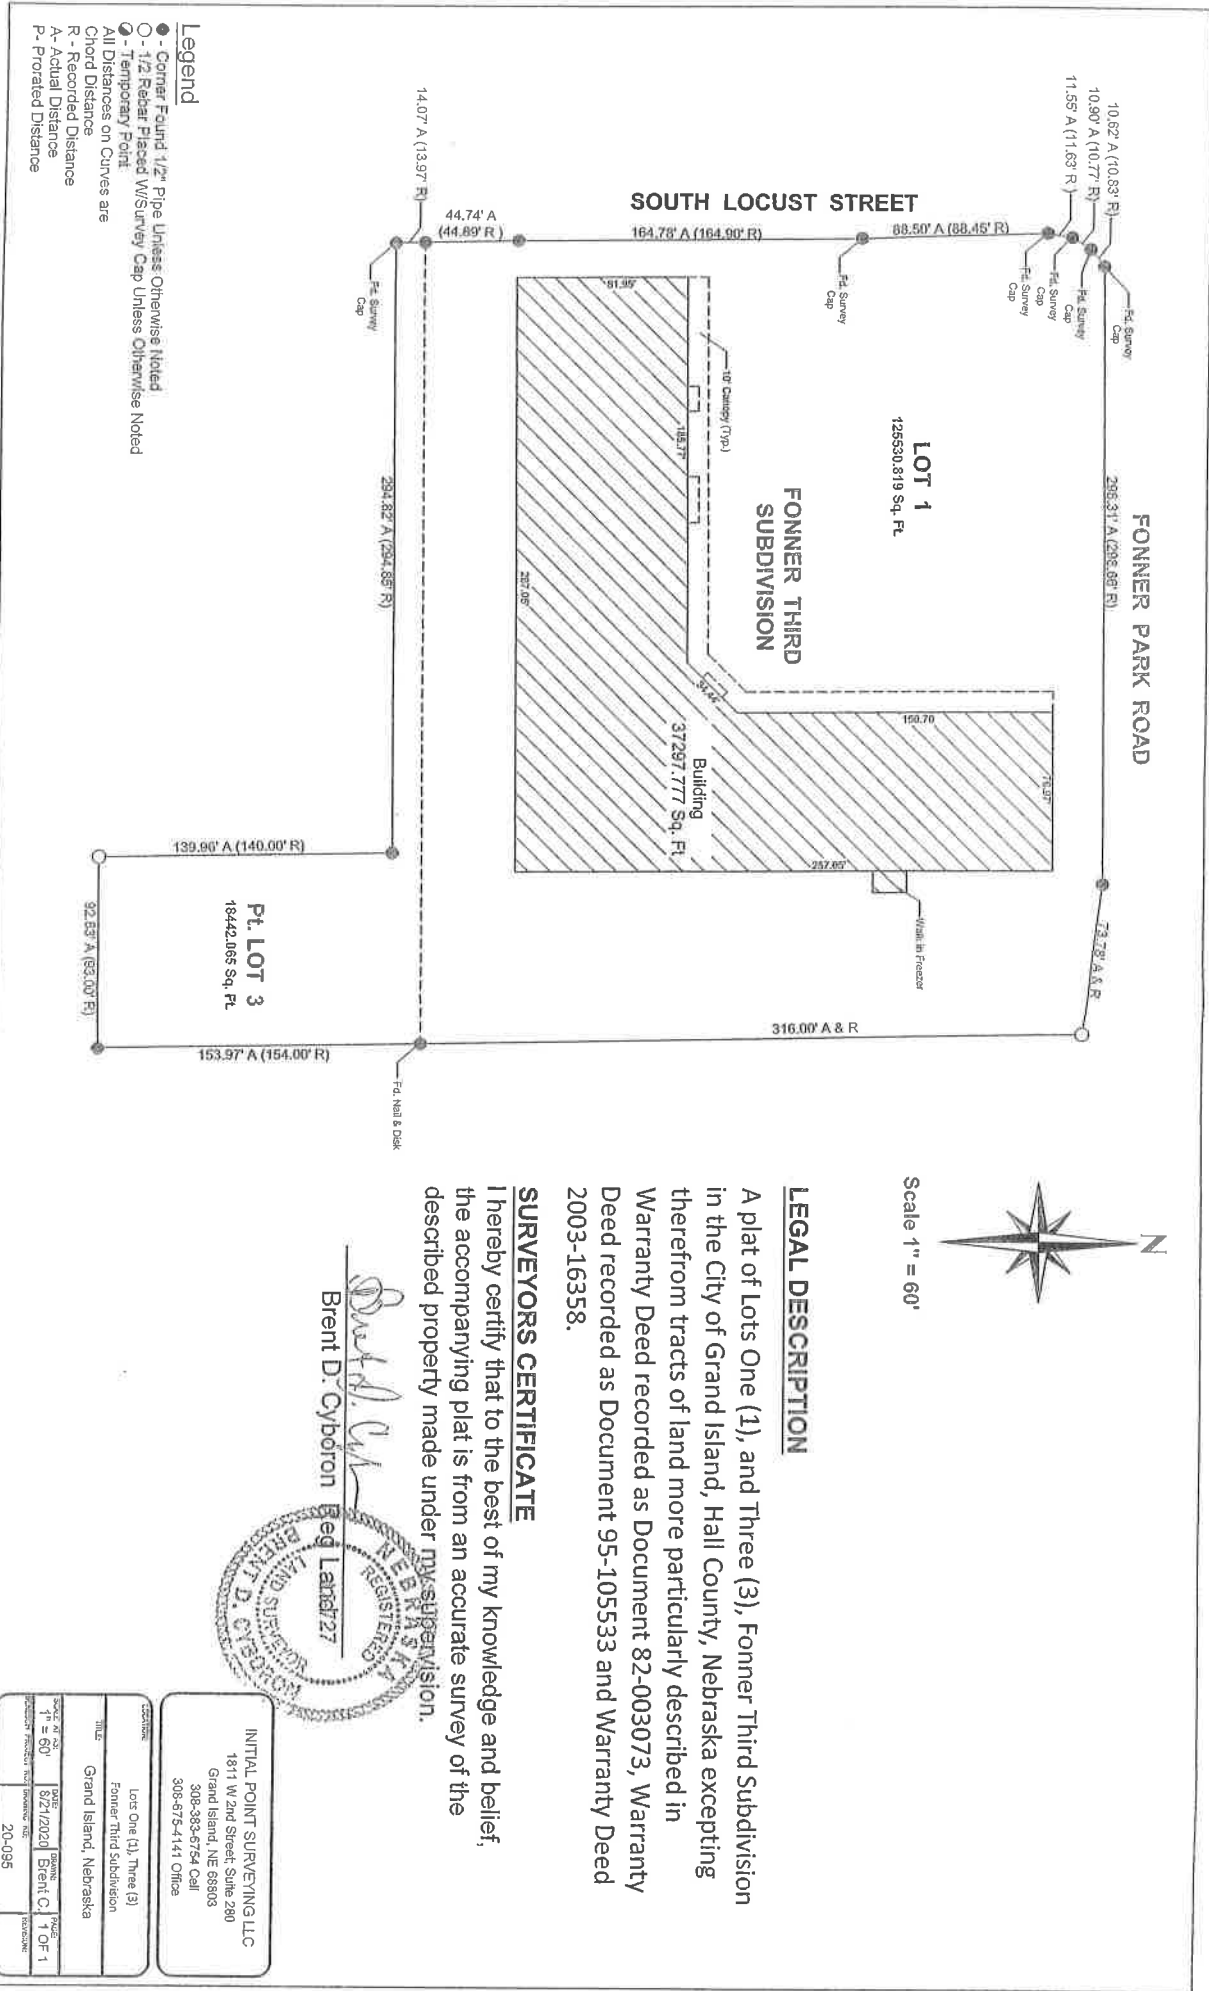 FONNER PARK ROAD
296.31' A (296.66' R)
73.78' A & R
10.62' A (10.83' R)
10.90' A (10.77' R)
11.55' A (11.63' R )
Fd. Survey
Cap
Fd. Survey
Cap
Fd. Survey
Cap
Fd. Survey
Cap
88.50' A (88.45' R)
SOUTH LOCUST STREET
164.78' A (164.90' R)
Fd. Survey
Cap
44.74' A
(44.89' R )
14.07' A (13.97' R)
Fd. Survey
Cap
LOT 1
125530.819 Sq. Ft.
FONNER THIRD
SUBDIVISION
10' Canopy (Typ.)
81.95'
185.77'
34.44'
150.70
76.97'
257.05'
287.05'
Building
37297.777 Sq. Ft
Walk in Freezer
316.00' A & R
294.82' A (294.85' R)
139.96' A (140.00' R)
Pt. LOT 3
18442.065 Sq. Ft.
92.83' A (93.00' R)
153.97' A (154.00' R)
Fd. Nail & Disk
Legend
- Corner Found 1/2" Pipe Unless Otherwise Noted
- 1/2 Rebar Placed W/Survey Cap Unless Otherwise Noted
- Temporary Point
All Distances on Curves are
Chord Distance
R - Recorded Distance
A- Actual Distance
P- Prorated Distance
N
Scale 1" = 60'
LEGAL DESCRIPTION
A plat of Lots One (1), and Three (3), Fonner Third Subdivision
in the City of Grand Island, Hall County, Nebraska excepting
therefrom tracts of land more particularly described in
Warranty Deed recorded as Document 82-003073, Warranty
Deed recorded as Document 95-105533 and Warranty Deed
2003-16358.
SURVEYORS CERTIFICATE
I hereby certify that to the best of my knowledge and belief,
the accompanying plat is from an accurate survey of the
described property made under my supervision.
Brent D. Cyboron Reg Land727
NEBRASKA
REGISTERED
LAND SURVEYOR
BRENT D. CYBORON
INITIAL POINT SURVEYING LLC
1811 W 2nd Street, Suite 280
Grand Island, NE 68803
308-383-6754 Cell
308-675-4141 Office
LOCATION:
Lots One (1), Three (3)
Fonner Third Subdivision
TITLE:
Grand Island, Nebraska
1" = 60'
DATE:
8/21/2020
DRAWN:
Brent C.
PAGE:
1 OF 1
20-095
REVISION: